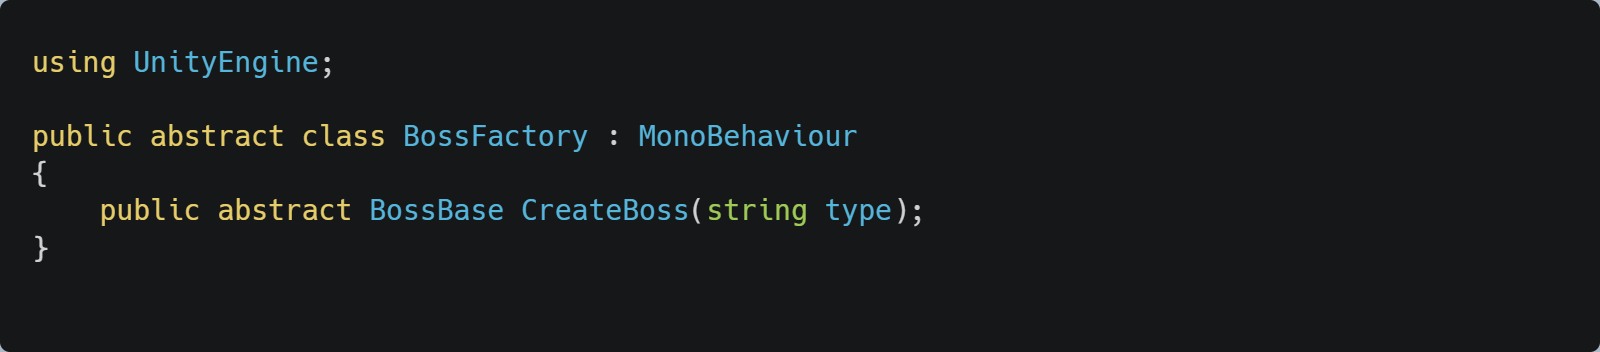 using UnityEngine;

public abstract class BossFactory : MonoBehaviour
{
    public abstract BossBase CreateBoss(string type);
}